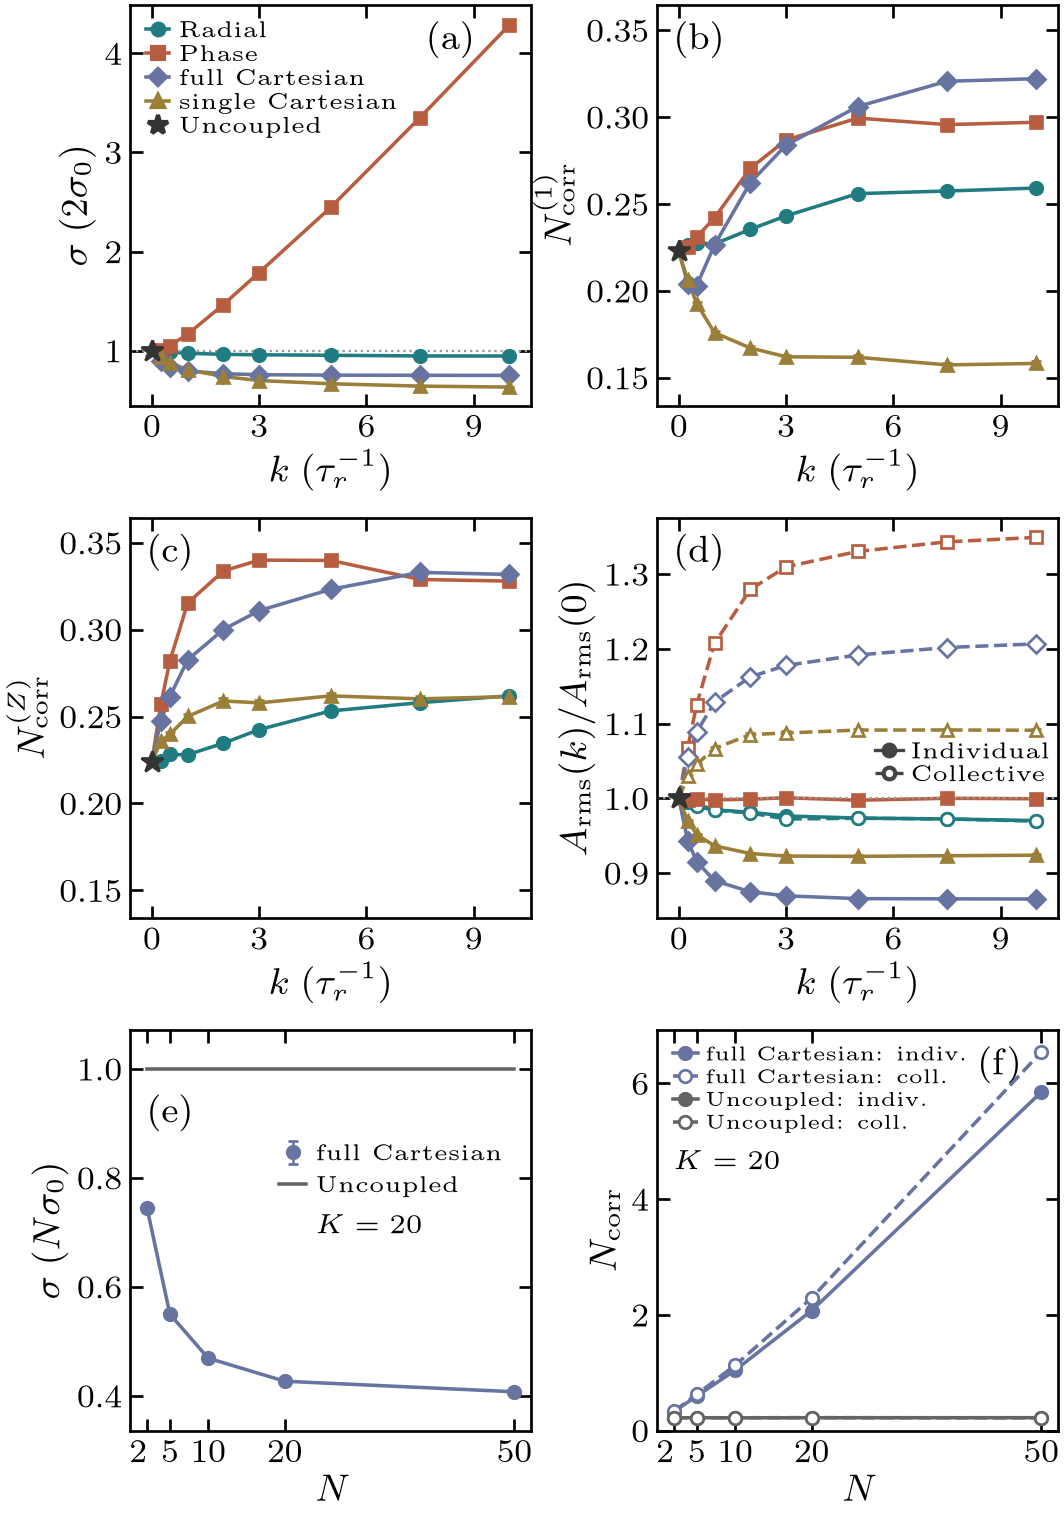 (a)
Radial
Phase
full Cartesian
single Cartesian
Uncoupled
σ (2σ₀)
4
3
2
1
0 3 6 9
k (τᵣ⁻¹)
(b)
N_corr^(1)
0.35
0.30
0.25
0.20
0.15
0 3 6 9
k (τᵣ⁻¹)
(c)
N_corr^(Z)
0.35
0.30
0.25
0.20
0.15
0 3 6 9
k (τᵣ⁻¹)
(d)
A_rms(k)/A_rms(0)
1.3
1.2
1.1
1.0
0.9
Individual
Collective
0 3 6 9
k (τᵣ⁻¹)
(e)
σ (Nσ₀)
1.0
0.8
0.6
0.4
full Cartesian
Uncoupled
K = 20
2 5 10 20 50
N
(f)
full Cartesian: indiv.
full Cartesian: coll.
Uncoupled: indiv.
Uncoupled: coll.
K = 20
N_corr
6
4
2
0
2 5 10 20 50
N